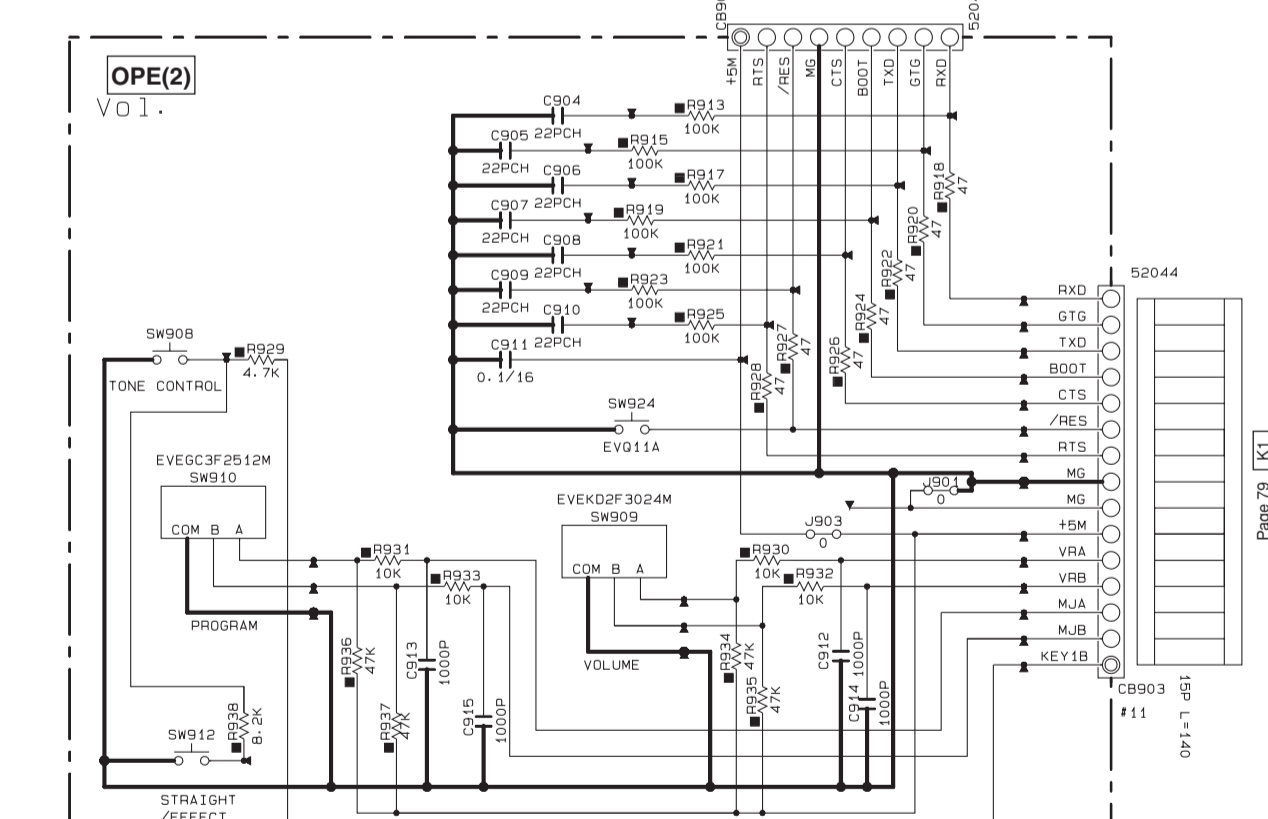 CB90
52044
OPE(2)
Vol.
+5M
RTS
/RES
MG
CTS
BOOT
TXD
GTG
RXD
C904
22PCH
R913
100K
C905
22PCH
R915
100K
C906
22PCH
R917
100K
C907
22PCH
R919
100K
C908
22PCH
R921
100K
C909
22PCH
R923
100K
C910
22PCH
R925
100K
C911
0.1/16
R918
47
R920
47
R922
47
R924
47
R926
47
R927
47
R928
47
52044
RXD
GTG
TXD
BOOT
CTS
/RES
RTS
MG
MG
+5M
VRA
VRB
MJA
MJB
KEY1B
CB903
#11
15P L=140
Page 79 K1
SW908
TONE CONTROL
R929
4.7K
SW924
EVQ11A
J901
0
J903
0
EVEGC3F2512M
SW910
COM B A
PROGRAM
R931
10K
R933
10K
EVEKD2F3024M
SW909
COM B A
VOLUME
R930
10K
R932
10K
R936
47K
C913
1000P
R937
47K
C915
1000P
R934
47K
R935
47K
C912
1000P
C914
1000P
R938
8.2K
SW912
STRAIGHT
/EFFECT